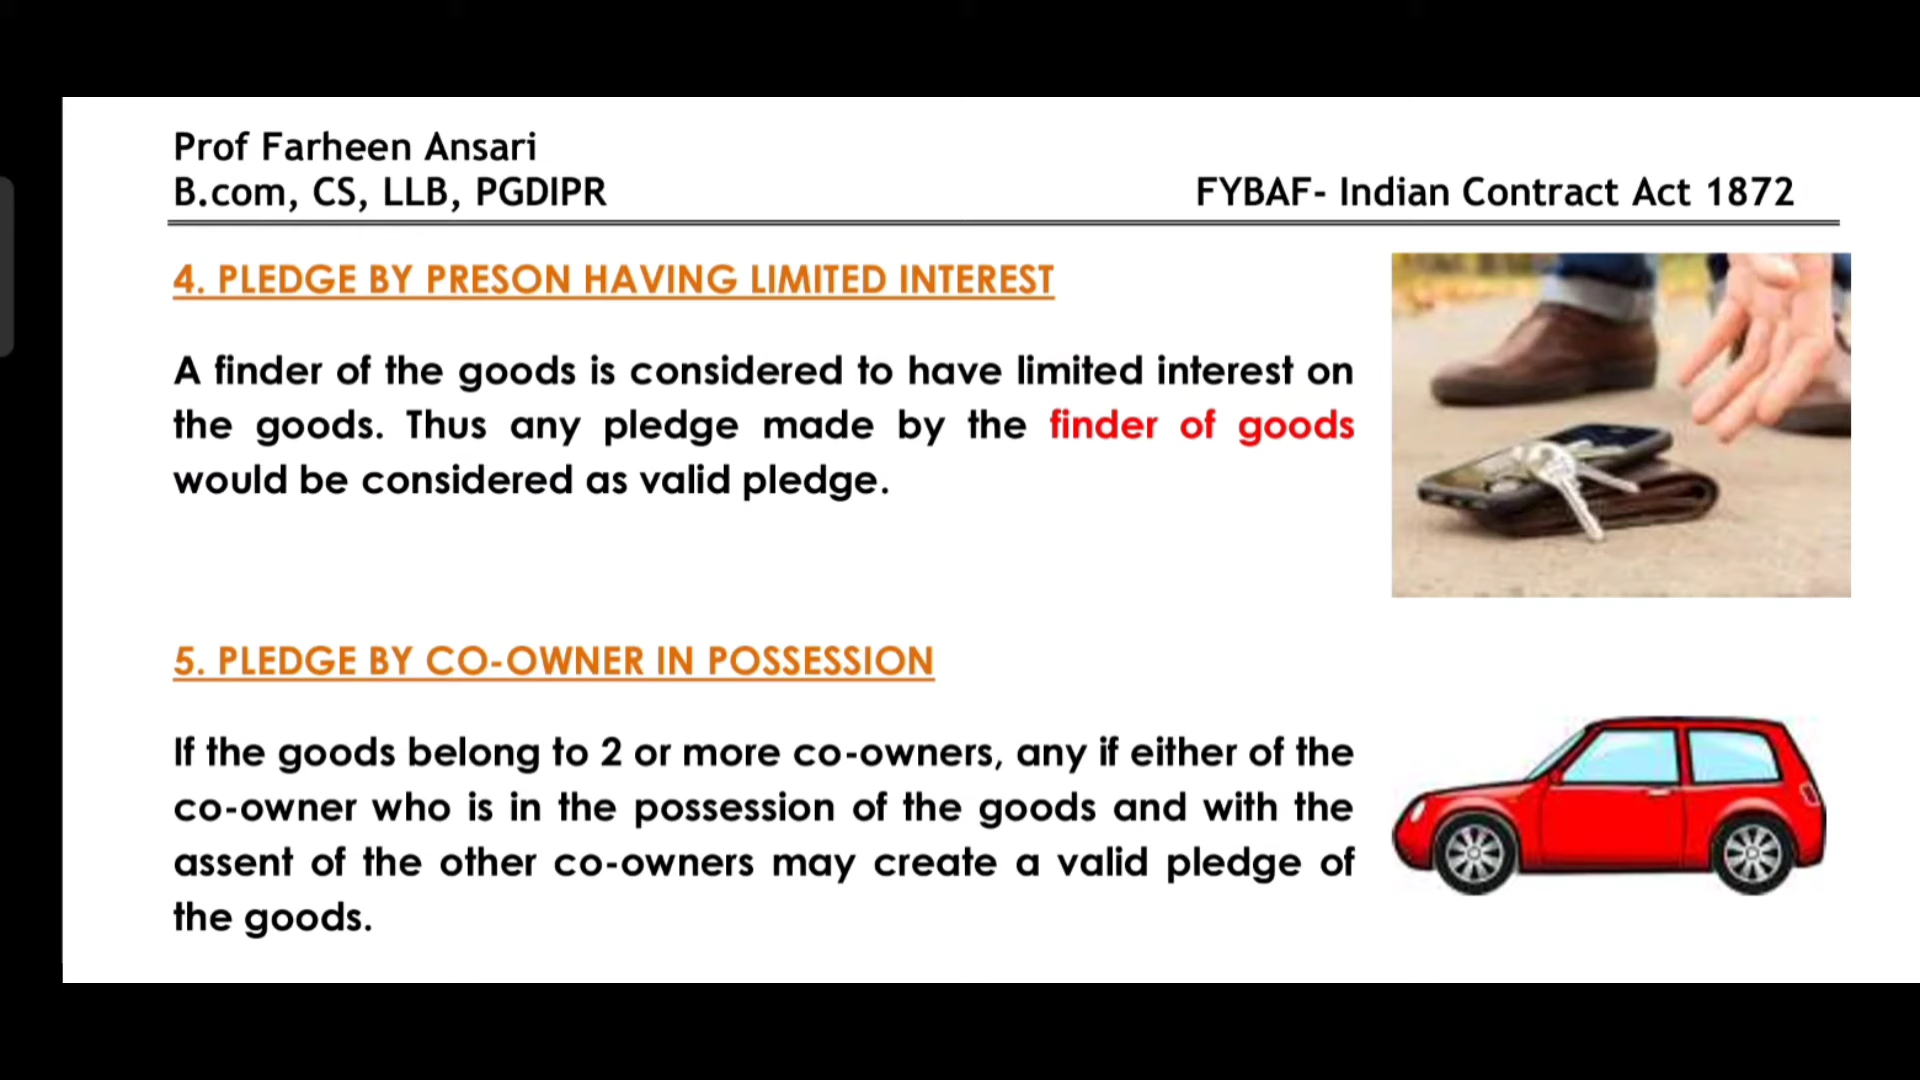 Prof Farheen Ansari
B.com, CS, LLB, PGDIPR
FYBAF- Indian Contract Act 1872
4. PLEDGE BY PRESON HAVING LIMITED INTEREST
A finder of the goods is considered to have limited interest on
the goods. Thus any pledge made by the finder of goods
would be considered as valid pledge.
5. PLEDGE BY CO-OWNER IN POSSESSION
If the goods belong to 2 or more co-owners, any if either of the
co-owner who is in the possession of the goods and with the
assent of the other co-owners may create a valid pledge of
the goods.